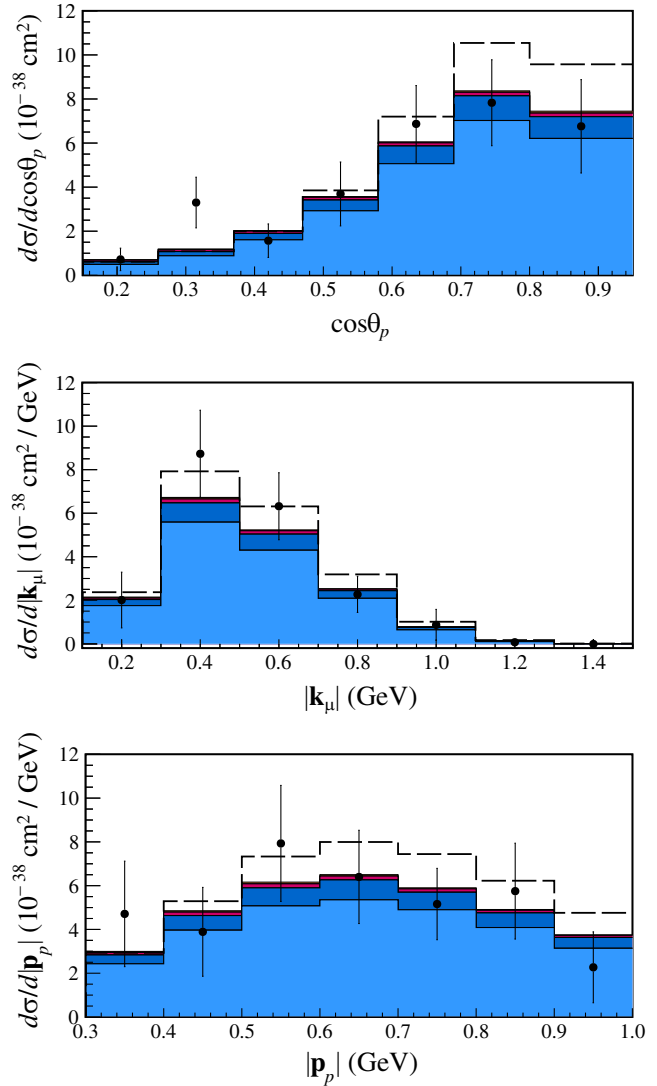 12
10
8
6
4
2
0
dσ/dcosθp (10⁻³⁸ cm²)
0.2 0.3 0.4 0.5 0.6 0.7 0.8 0.9
cosθp
12
10
8
6
4
2
0
dσ/d|kμ| (10⁻³⁸ cm² / GeV)
0.2 0.4 0.6 0.8 1.0 1.2 1.4
|kμ| (GeV)
12
10
8
6
4
2
0
dσ/d|pp| (10⁻³⁸ cm² / GeV)
0.3 0.4 0.5 0.6 0.7 0.8 0.9 1.0
|pp| (GeV)